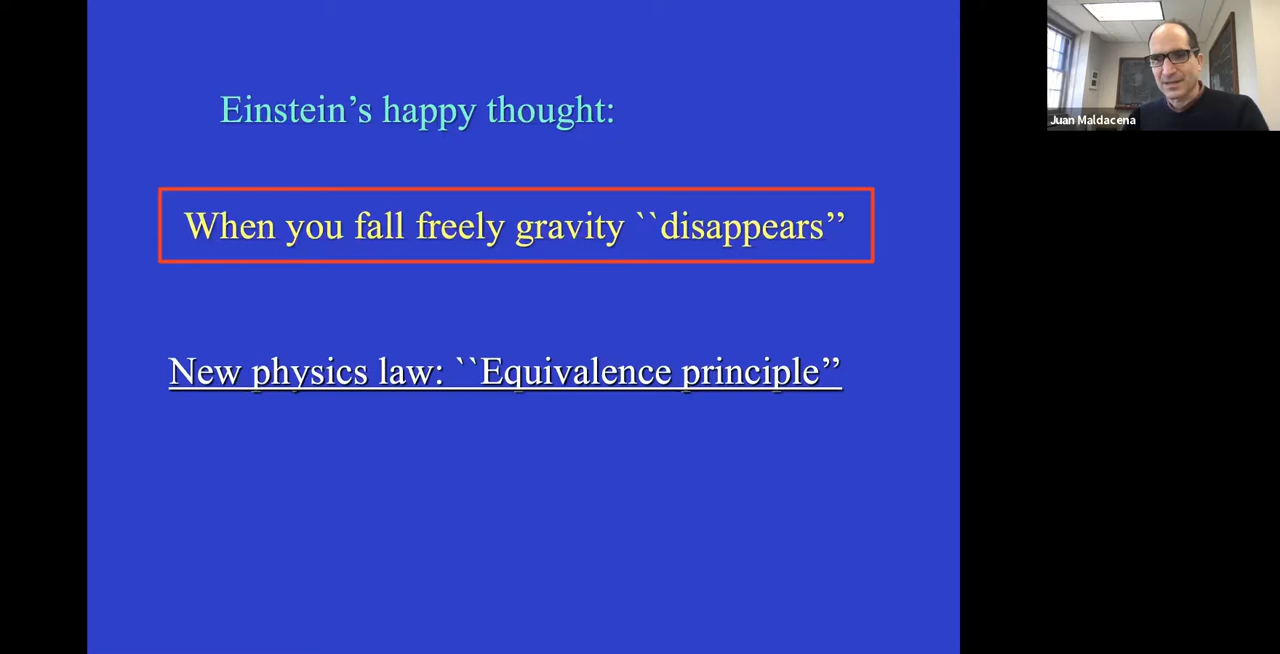 Einstein’s happy thought:
When you fall freely gravity ``disappears’’
New physics law: ``Equivalence principle’’
Juan Maldacena